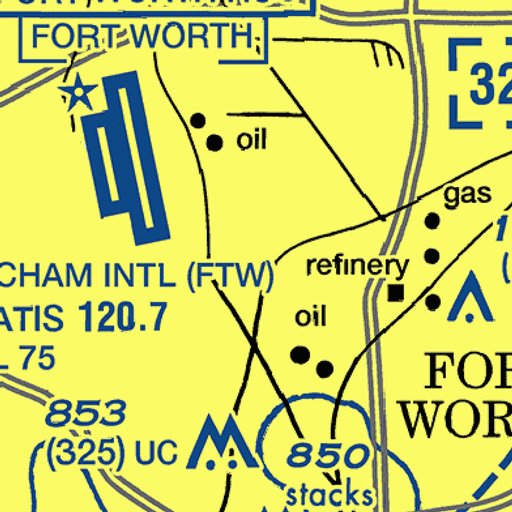 FORT WORTH
32
oil
gas
refinery
CHAM INTL (FTW)
ATIS 120.7
L 75
oil
FOR
WOR
853
(325) UC
850
stacks